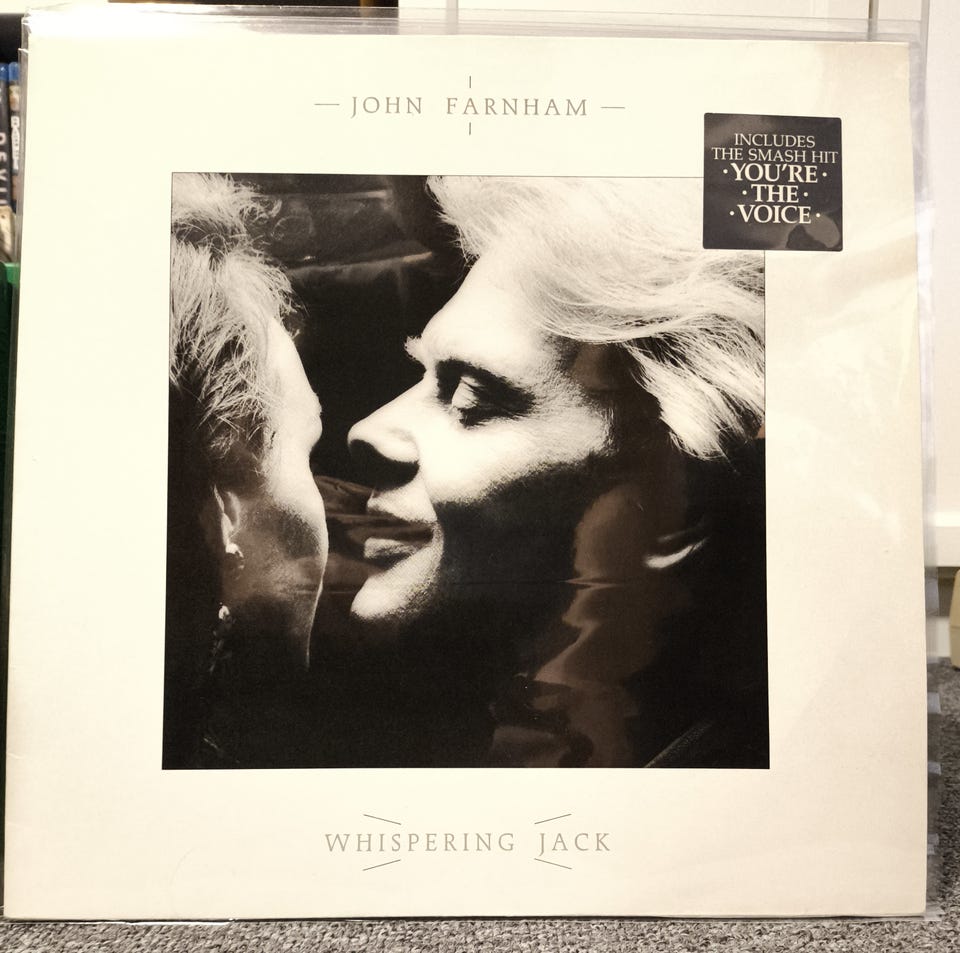 JOHN FARNHAM
INCLUDES
THE SMASH HIT
·YOU'RE·
·THE·
·VOICE·
WHISPERING JACK